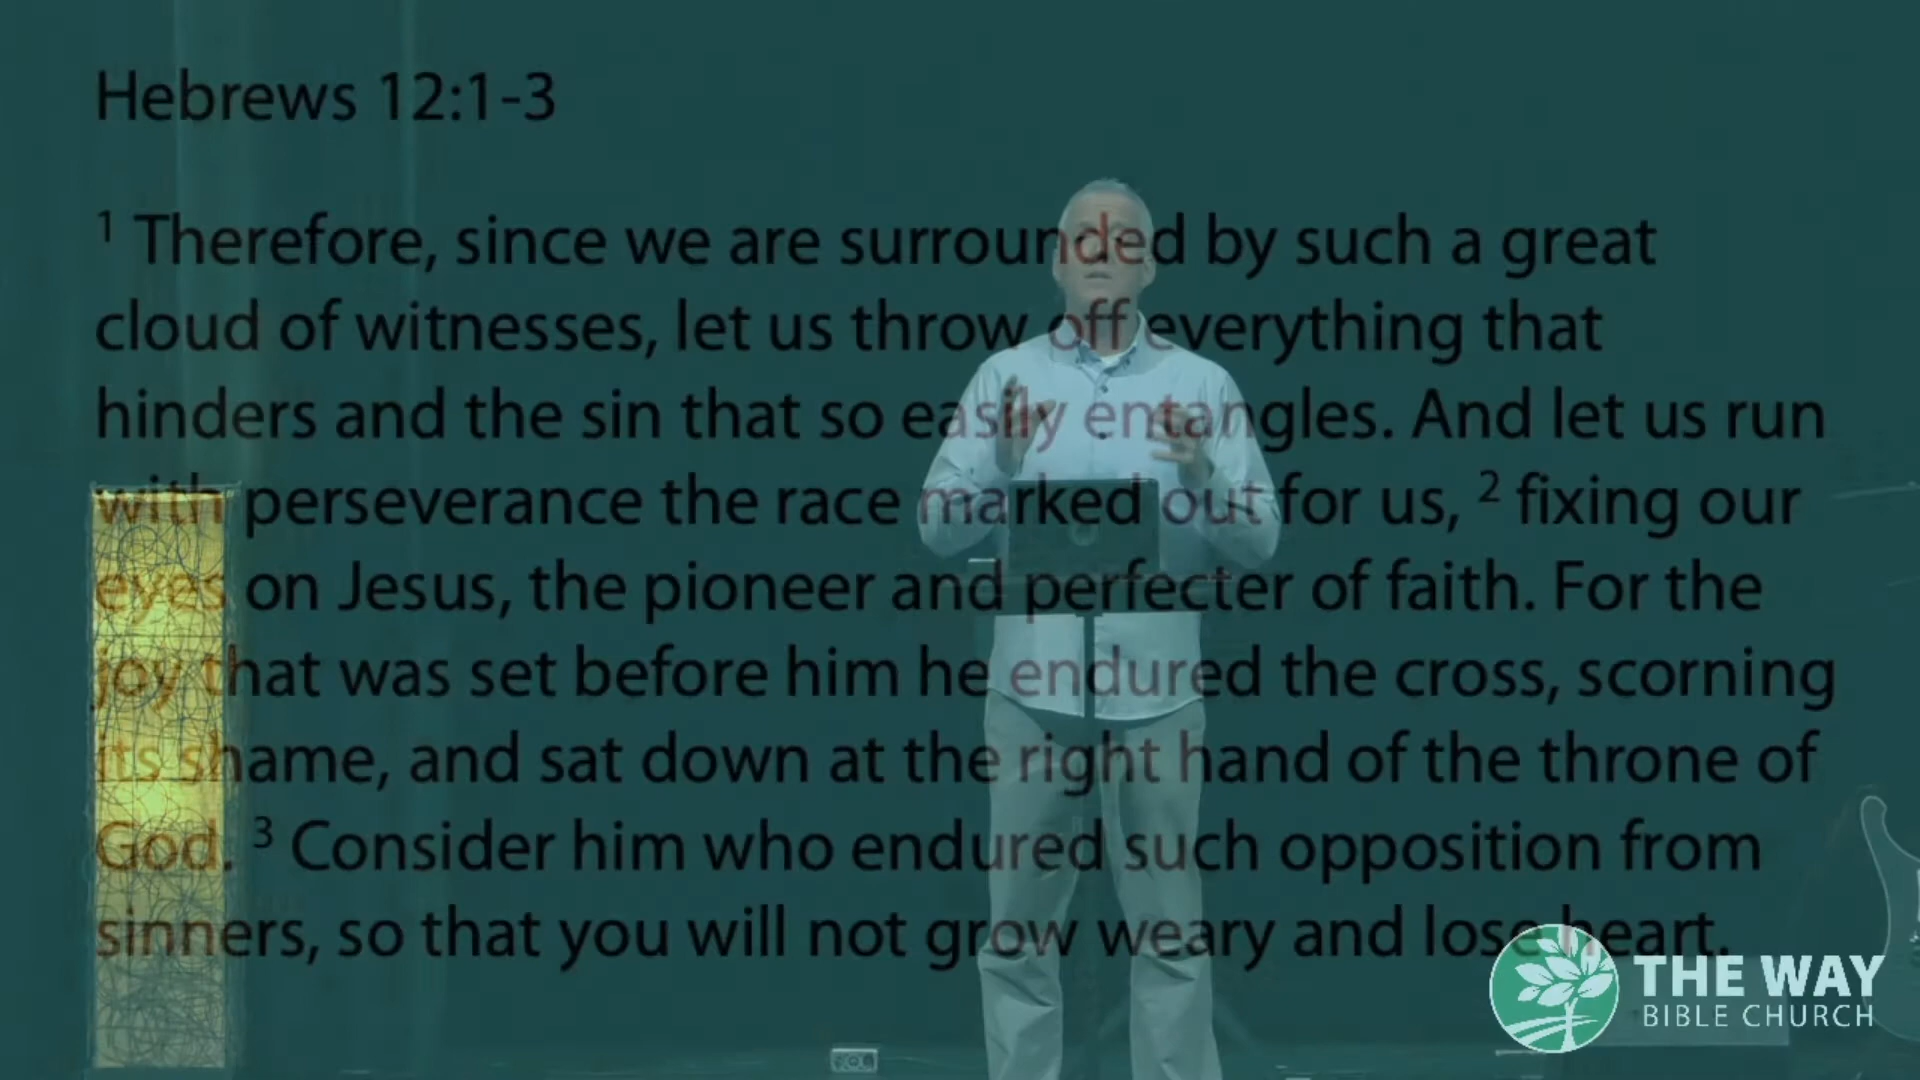 Hebrews 12:1-3
1 Therefore, since we are surrounded by such a great
cloud of witnesses, let us throw off everything that
hinders and the sin that so easily entangles. And let us run
with perseverance the race marked out for us, 2 fixing our
eyes on Jesus, the pioneer and perfecter of faith. For the
joy that was set before him he endured the cross, scorning
its shame, and sat down at the right hand of the throne of
God. 3 Consider him who endured such opposition from
sinners, so that you will not grow weary and lose heart.
THE WAY
BIBLE CHURCH